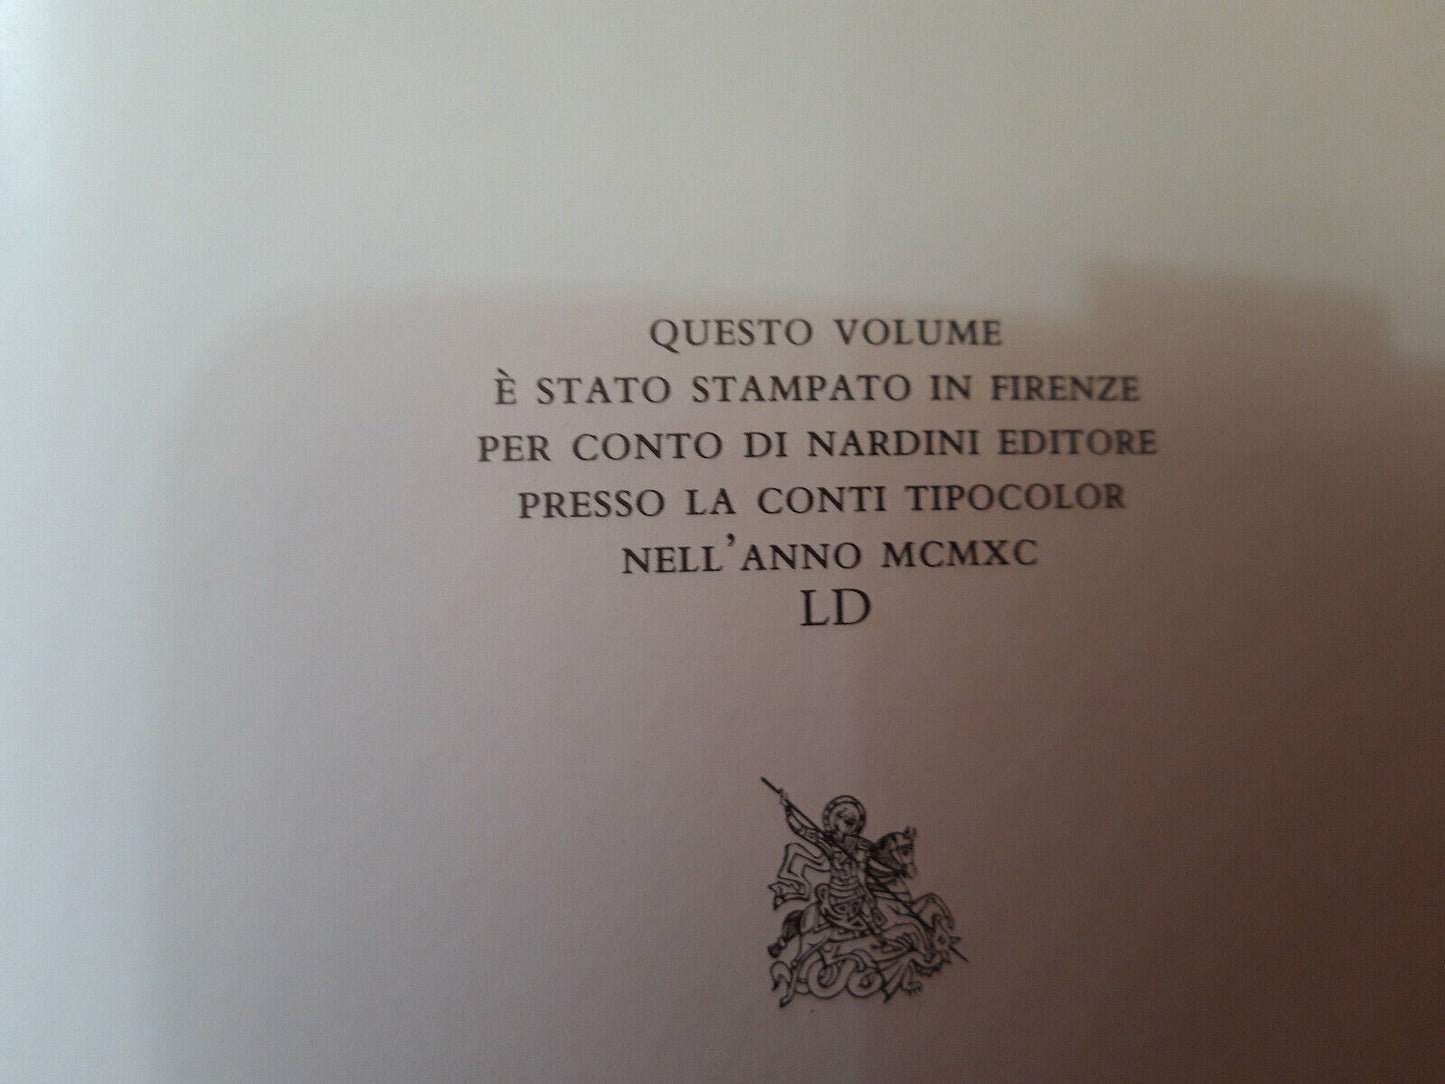 QUESTO VOLUME
È STATO STAMPATO IN FIRENZE
PER CONTO DI NARDINI EDITORE
PRESSO LA CONTI TIPOCOLOR
NELL'ANNO MCMXC
LD